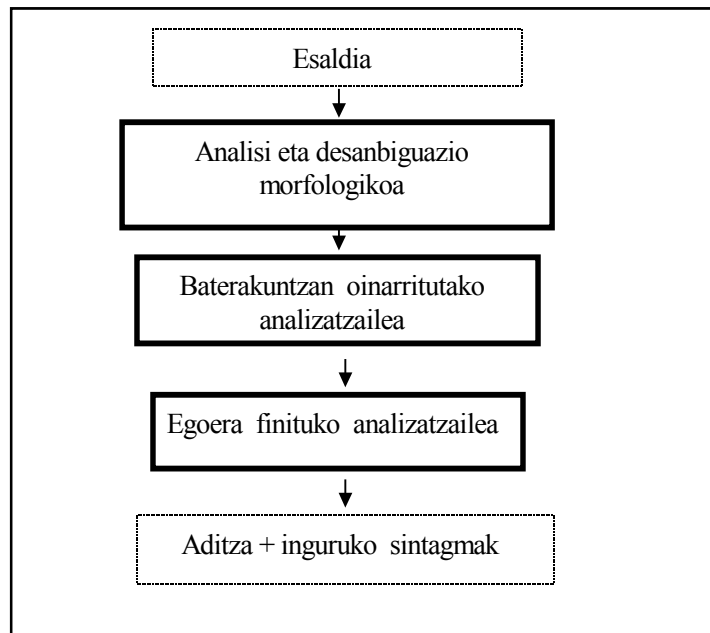 Esaldia
Analisi eta desanbiguazio
morfologikoa
Baterakuntzan oinarritutako
analizatzailea
Egoera finituko analizatzailea
Aditza + inguruko sintagmak